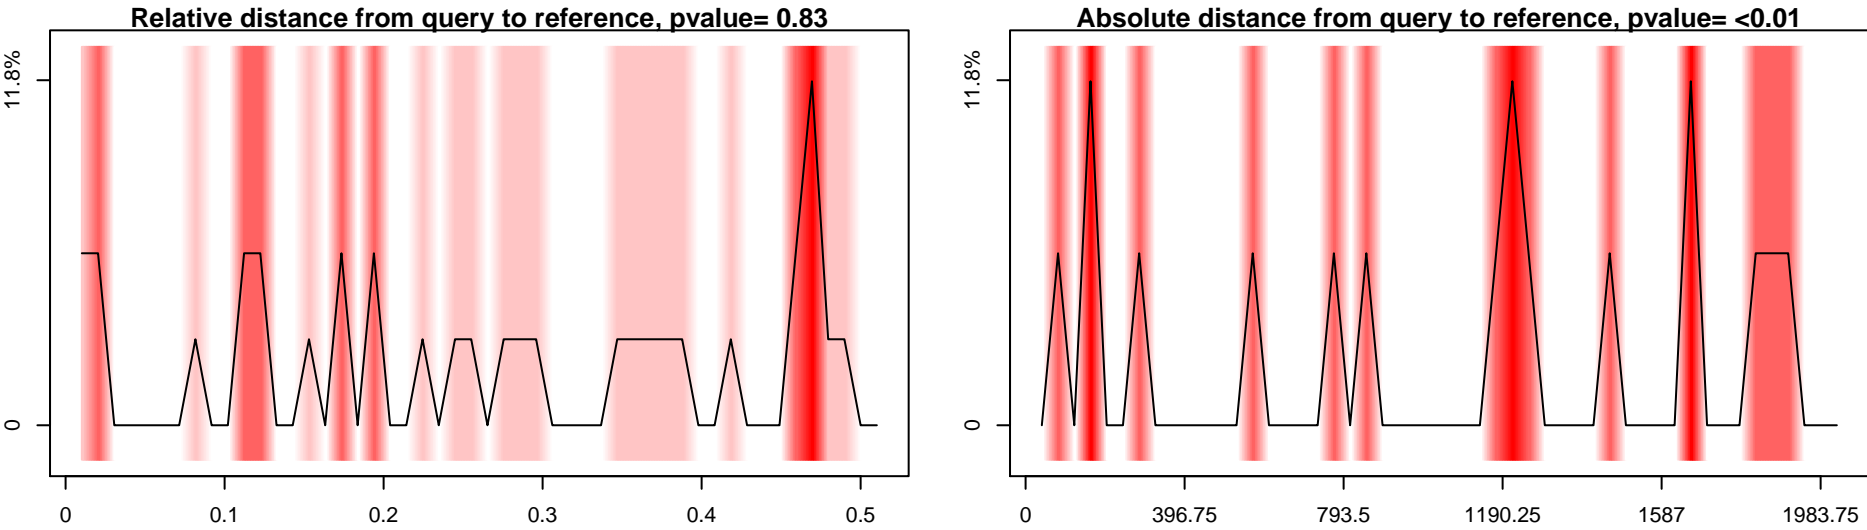 Relative distance from query to reference, pvalue= 0.83
11.8%
0
0 0.1 0.2 0.3 0.4 0.5
Absolute distance from query to reference, pvalue= <0.01
11.8%
0
0 396.75 793.5 1190.25 1587 1983.75